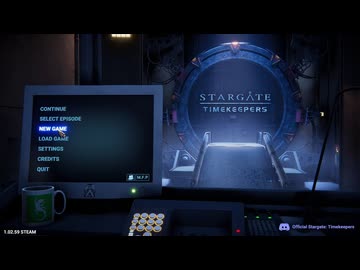 CONTINUE
SELECT EPISODE
NEW GAME
LOAD GAME
SETTINGS
CREDITS
QUIT
STARGATE
TIMEKEEPERS
1.02.59 STEAM
Official Stargate: Timekeepers